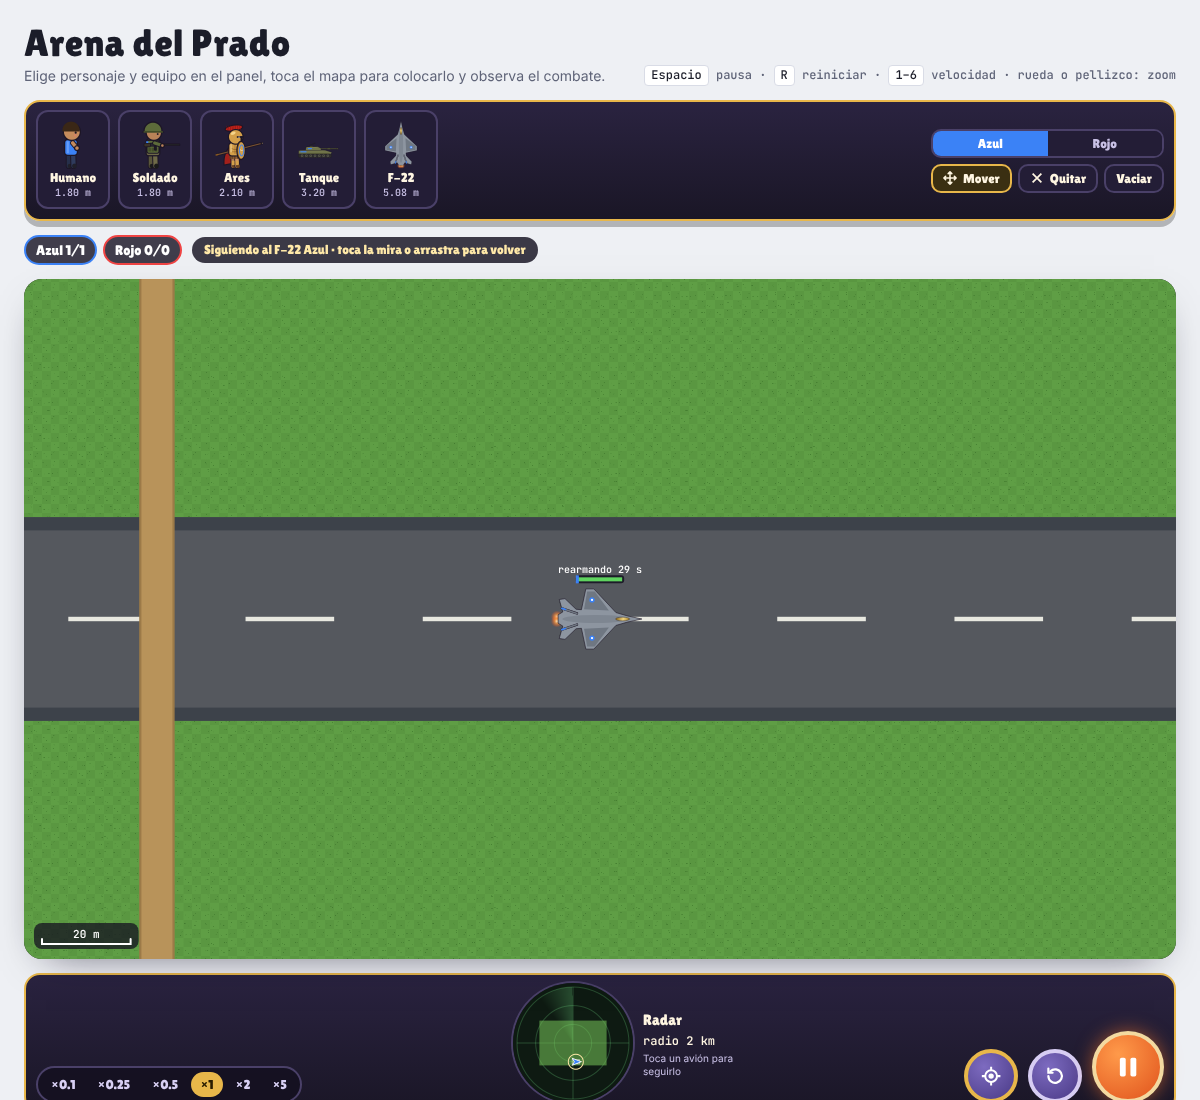 Arena del Prado
Elige personaje y equipo en el panel, toca el mapa para colocarlo y observa el combate.
Espacio pausa · R reiniciar · 1–6 velocidad · rueda o pellizco: zoom
Humano
1.80 m
Soldado
1.80 m
Ares
2.10 m
Tanque
3.20 m
F-22
5.08 m
Azul
Rojo
Mover
Quitar
Vaciar
Azul 1/1
Rojo 0/0
Siguiendo al F-22 Azul · toca la mira o arrastra para volver
rearmando 29 s
20 m
Radar
radio 2 km
Toca un avión para
seguirlo
×0.1 ×0.25 ×0.5 ×1 ×2 ×5